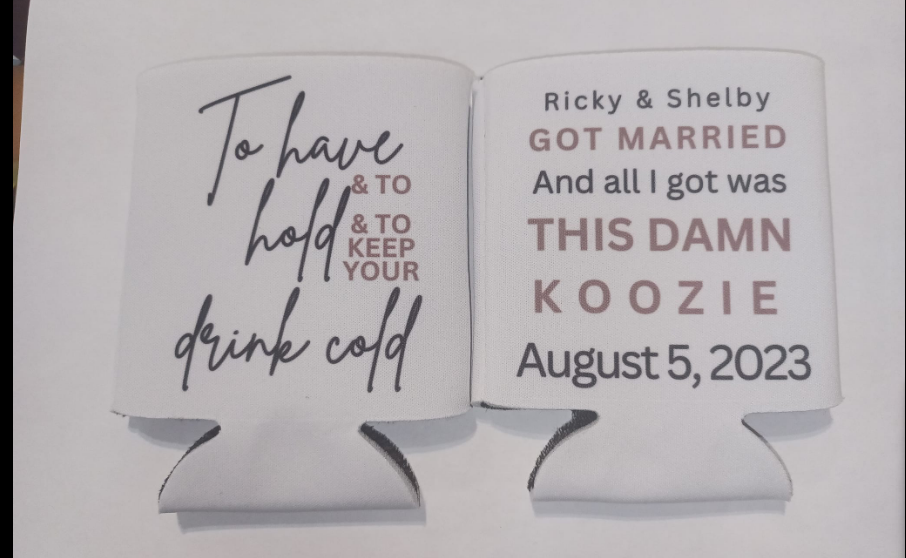 To have
& TO
hold
& TO
KEEP
YOUR
drink cold
Ricky & Shelby
GOT MARRIED
And all I got was
THIS DAMN
KOOZIE
August 5, 2023